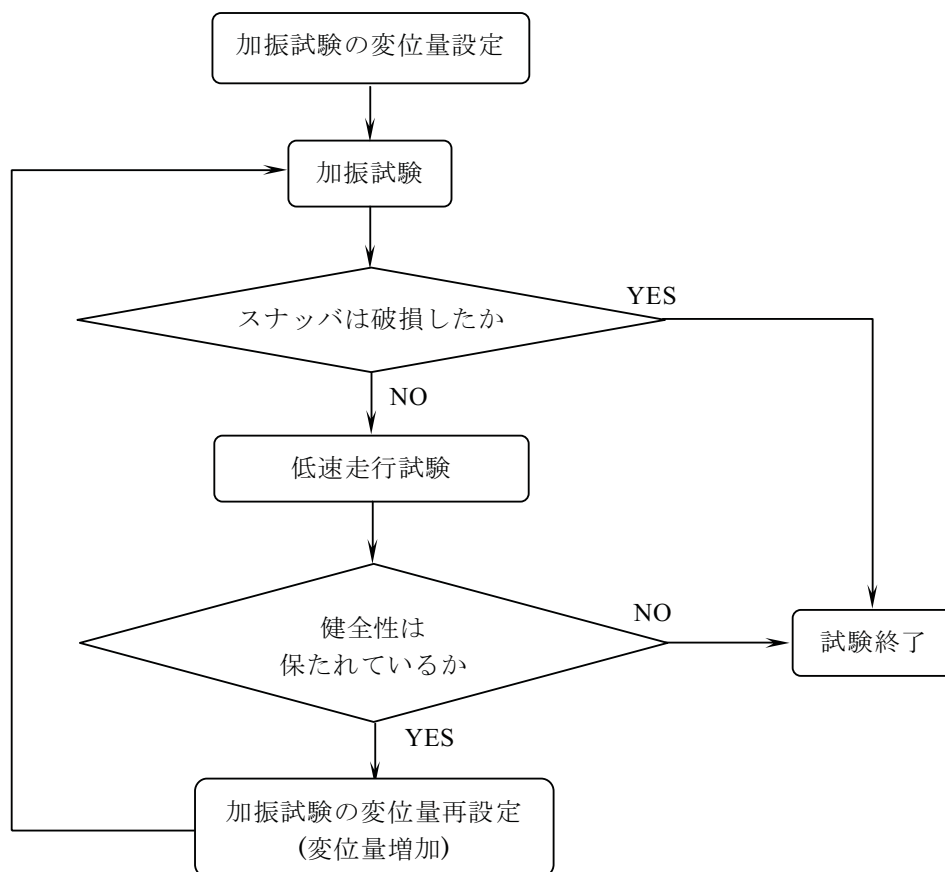 加振試験の変位量設定
加振試験
スナッバは破損したか
YES
NO
低速走行試験
健全性は
保たれているか
NO
試験終了
YES
加振試験の変位量再設定
(変位量増加)